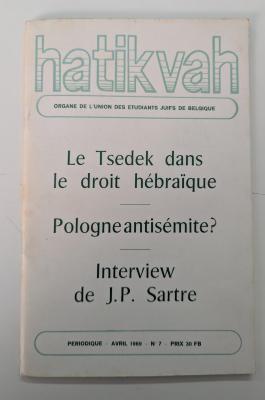 hatikvah
ORGANE DE L'UNION DES ETUDIANTS JUIFS DE BELGIQUE
Le Tsedek dans
le droit hébraïque
Pologne antisémite?
Interview
de J.P. Sartre
PERIODIQUE - AVRIL 1969 - N° 7 - PRIX 30 FB